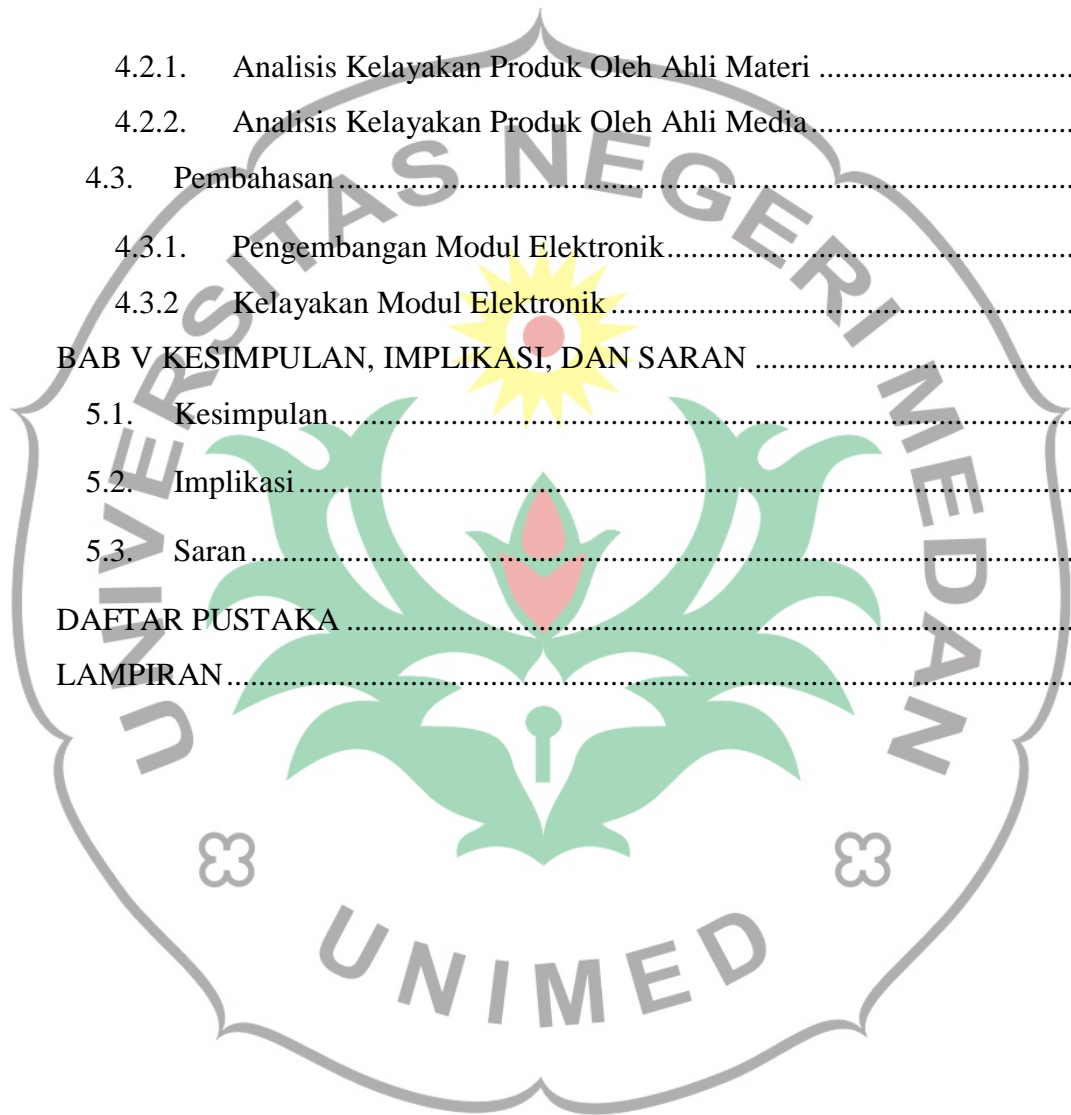 4.2.1. Analisis Kelayakan Produk Oleh Ahli Materi ..............................
4.2.2. Analisis Kelayakan Produk Oleh Ahli Media ..............................
4.3. Pembahasan ..............................
4.3.1. Pengembangan Modul Elektronik ..............................
4.3.2 Kelayakan Modul Elektronik ..............................
BAB V KESIMPULAN, IMPLIKASI, DAN SARAN ..............................
5.1. Kesimpulan ..............................
5.2. Implikasi ..............................
5.3. Saran ..............................
DAFTAR PUSTAKA ..............................
LAMPIRAN ..............................
UNIVERSITAS NEGERI MEDAN
UNIMED